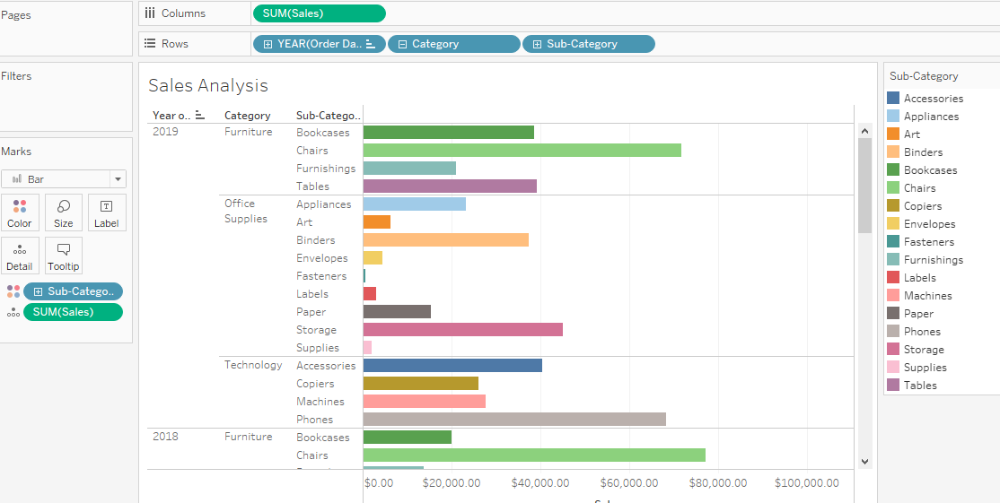 Pages
Columns
SUM(Sales)
Rows
YEAR(Order Da.. Category Sub-Category
Filters
Marks
Bar
Color Size Label
Detail Tooltip
Sub-Catego..
SUM(Sales)
Sales Analysis
Year o.. Category Sub-Catego..
2019 Furniture Bookcases
Chairs
Furnishings
Tables
Office Supplies Appliances
Art
Binders
Envelopes
Fasteners
Labels
Paper
Storage
Supplies
Technology Accessories
Copiers
Machines
Phones
2018 Furniture Bookcases
Chairs
$0.00 $20,000.00 $40,000.00 $60,000.00 $80,000.00 $100,000.00
Sub-Category
Accessories
Appliances
Art
Binders
Bookcases
Chairs
Copiers
Envelopes
Fasteners
Furnishings
Labels
Machines
Paper
Phones
Storage
Supplies
Tables